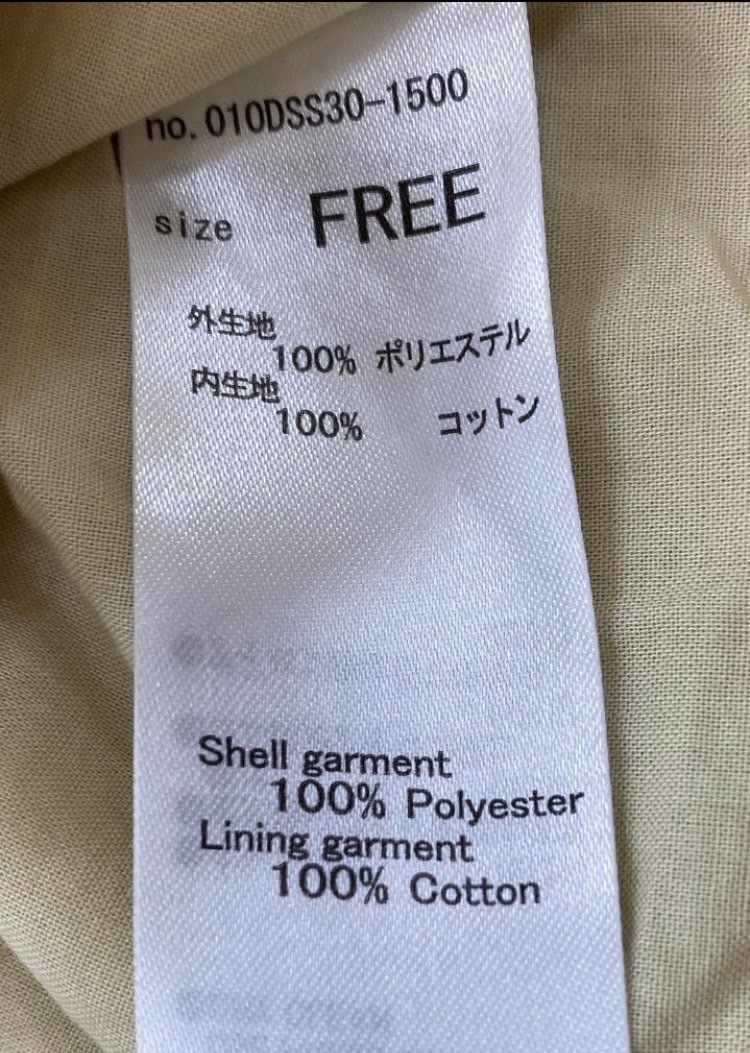 no.010DSS30-1500
size FREE
外生地
100% ポリエステル
内生地
100% コットン
Shell garment
100% Polyester
Lining garment
100% Cotton